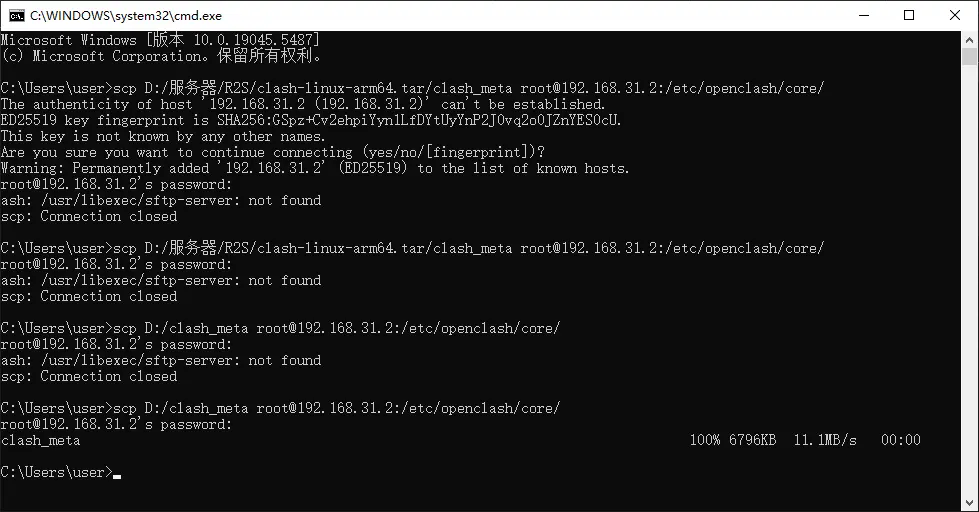 C:\WINDOWS\system32\cmd.exe
Microsoft Windows [版本 10.0.19045.5487]
(c) Microsoft Corporation。保留所有权利。
C:\Users\user>scp D:/服务器/R2S/clash-linux-arm64.tar/clash_meta root@192.168.31.2:/etc/openclash/core/
The authenticity of host '192.168.31.2 (192.168.31.2)' can't be established.
ED25519 key fingerprint is SHA256:GSpz+Cv2ehpiYyn1LfDYtUyYnP2J0vq2o0JZnYES0cU.
This key is not known by any other names.
Are you sure you want to continue connecting (yes/no/[fingerprint])?
Warning: Permanently added '192.168.31.2' (ED25519) to the list of known hosts.
root@192.168.31.2's password:
ash: /usr/libexec/sftp-server: not found
scp: Connection closed
C:\Users\user>scp D:/服务器/R2S/clash-linux-arm64.tar/clash_meta root@192.168.31.2:/etc/openclash/core/
root@192.168.31.2's password:
ash: /usr/libexec/sftp-server: not found
scp: Connection closed
C:\Users\user>scp D:/clash_meta root@192.168.31.2:/etc/openclash/core/
root@192.168.31.2's password:
ash: /usr/libexec/sftp-server: not found
scp: Connection closed
C:\Users\user>scp D:/clash_meta root@192.168.31.2:/etc/openclash/core/
root@192.168.31.2's password:
clash_meta 100% 6796KB 11.1MB/s 00:00
C:\Users\user>